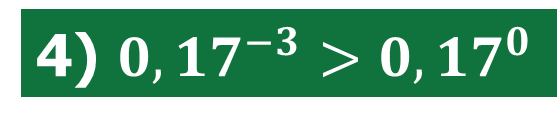 4) 0, 17⁻³ > 0, 17⁰